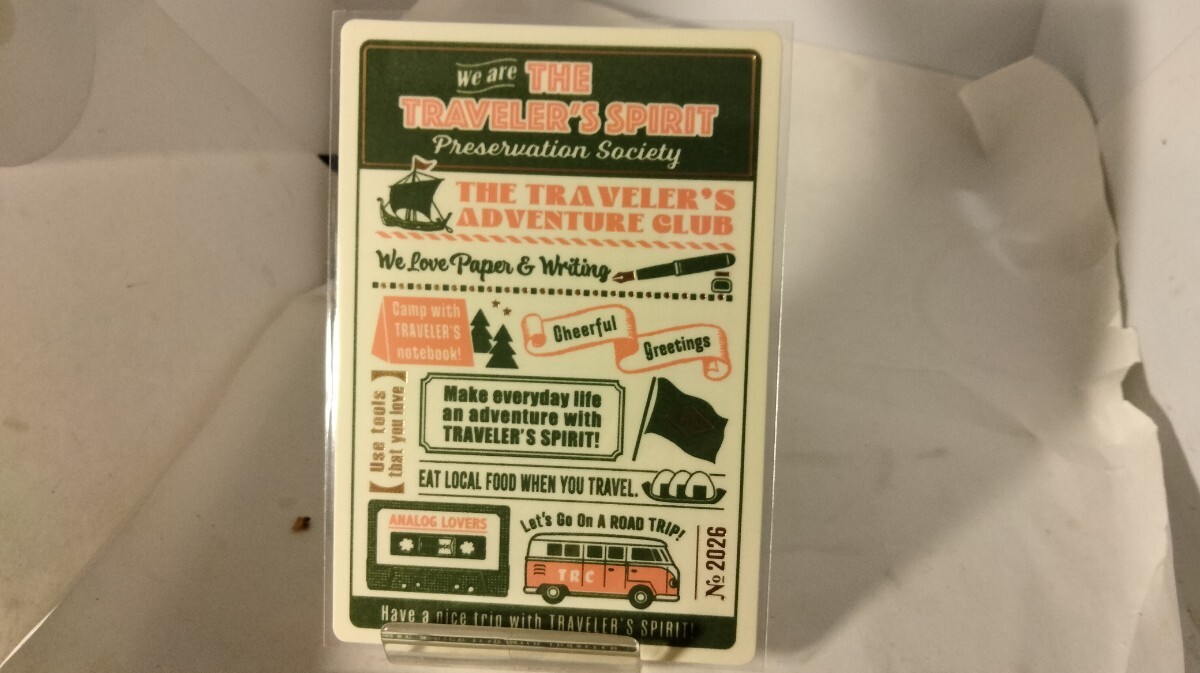 We are THE
TRAVELER'S SPIRIT
Preservation Society
THE TRAVELER'S
ADVENTURE CLUB
We Love Paper & Writing
Camp with
TRAVELER'S
notebook!
Cheerful
Greetings
Use tools
that you love
Make everyday life
an adventure with
TRAVELER'S SPIRIT!
EAT LOCAL FOOD WHEN YOU TRAVEL.
ANALOG LOVERS
Let's Go On A ROAD TRIP!
TRC
No 2026
Have a nice trip with TRAVELER'S SPIRIT!